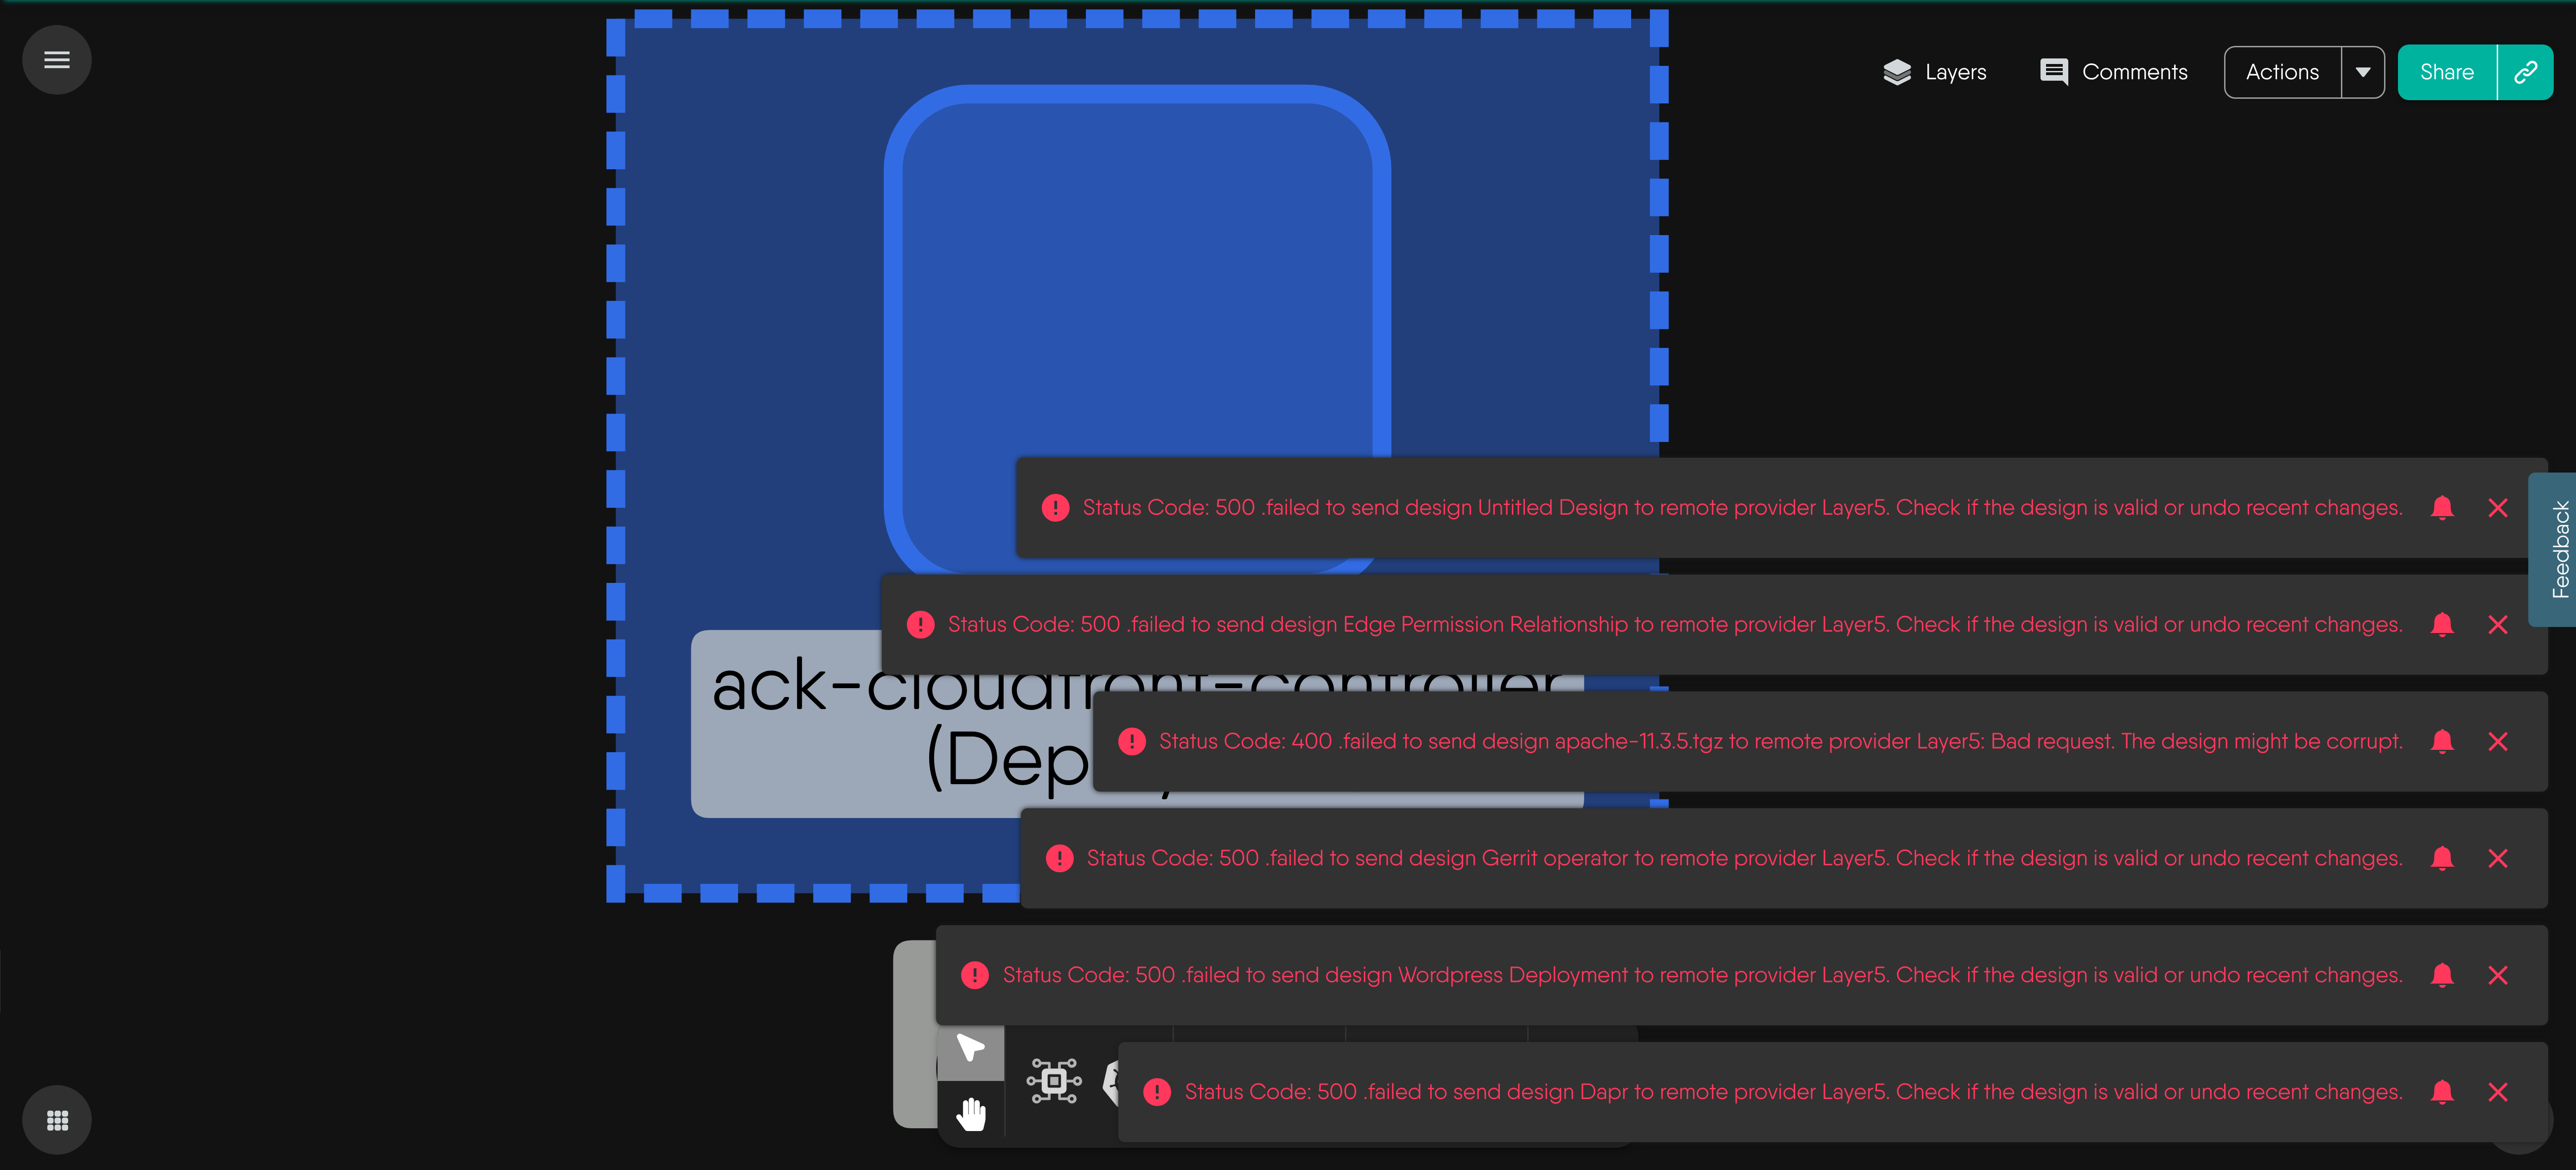 Layers
Comments
Actions
Share
Status Code: 500 .failed to send design Untitled Design to remote provider Layer5. Check if the design is valid or undo recent changes.
Feedback
Status Code: 500 .failed to send design Edge Permission Relationship to remote provider Layer5. Check if the design is valid or undo recent changes.
ack-cloudfront-controller
Status Code: 400 .failed to send design apache-11.3.5.tgz to remote provider Layer5: Bad request. The design might be corrupt.
(Dep
Status Code: 500 .failed to send design Gerrit operator to remote provider Layer5. Check if the design is valid or undo recent changes.
Status Code: 500 .failed to send design Wordpress Deployment to remote provider Layer5. Check if the design is valid or undo recent changes.
Status Code: 500 .failed to send design Dapr to remote provider Layer5. Check if the design is valid or undo recent changes.